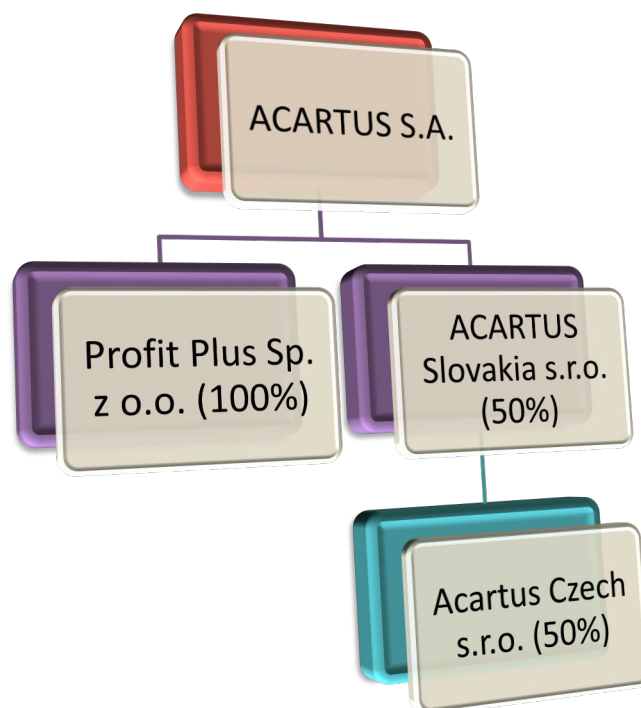 ACARTUS S.A.
Profit Plus Sp.
z o.o. (100%)
ACARTUS
Slovakia s.r.o.
(50%)
Acartus Czech
s.r.o. (50%)